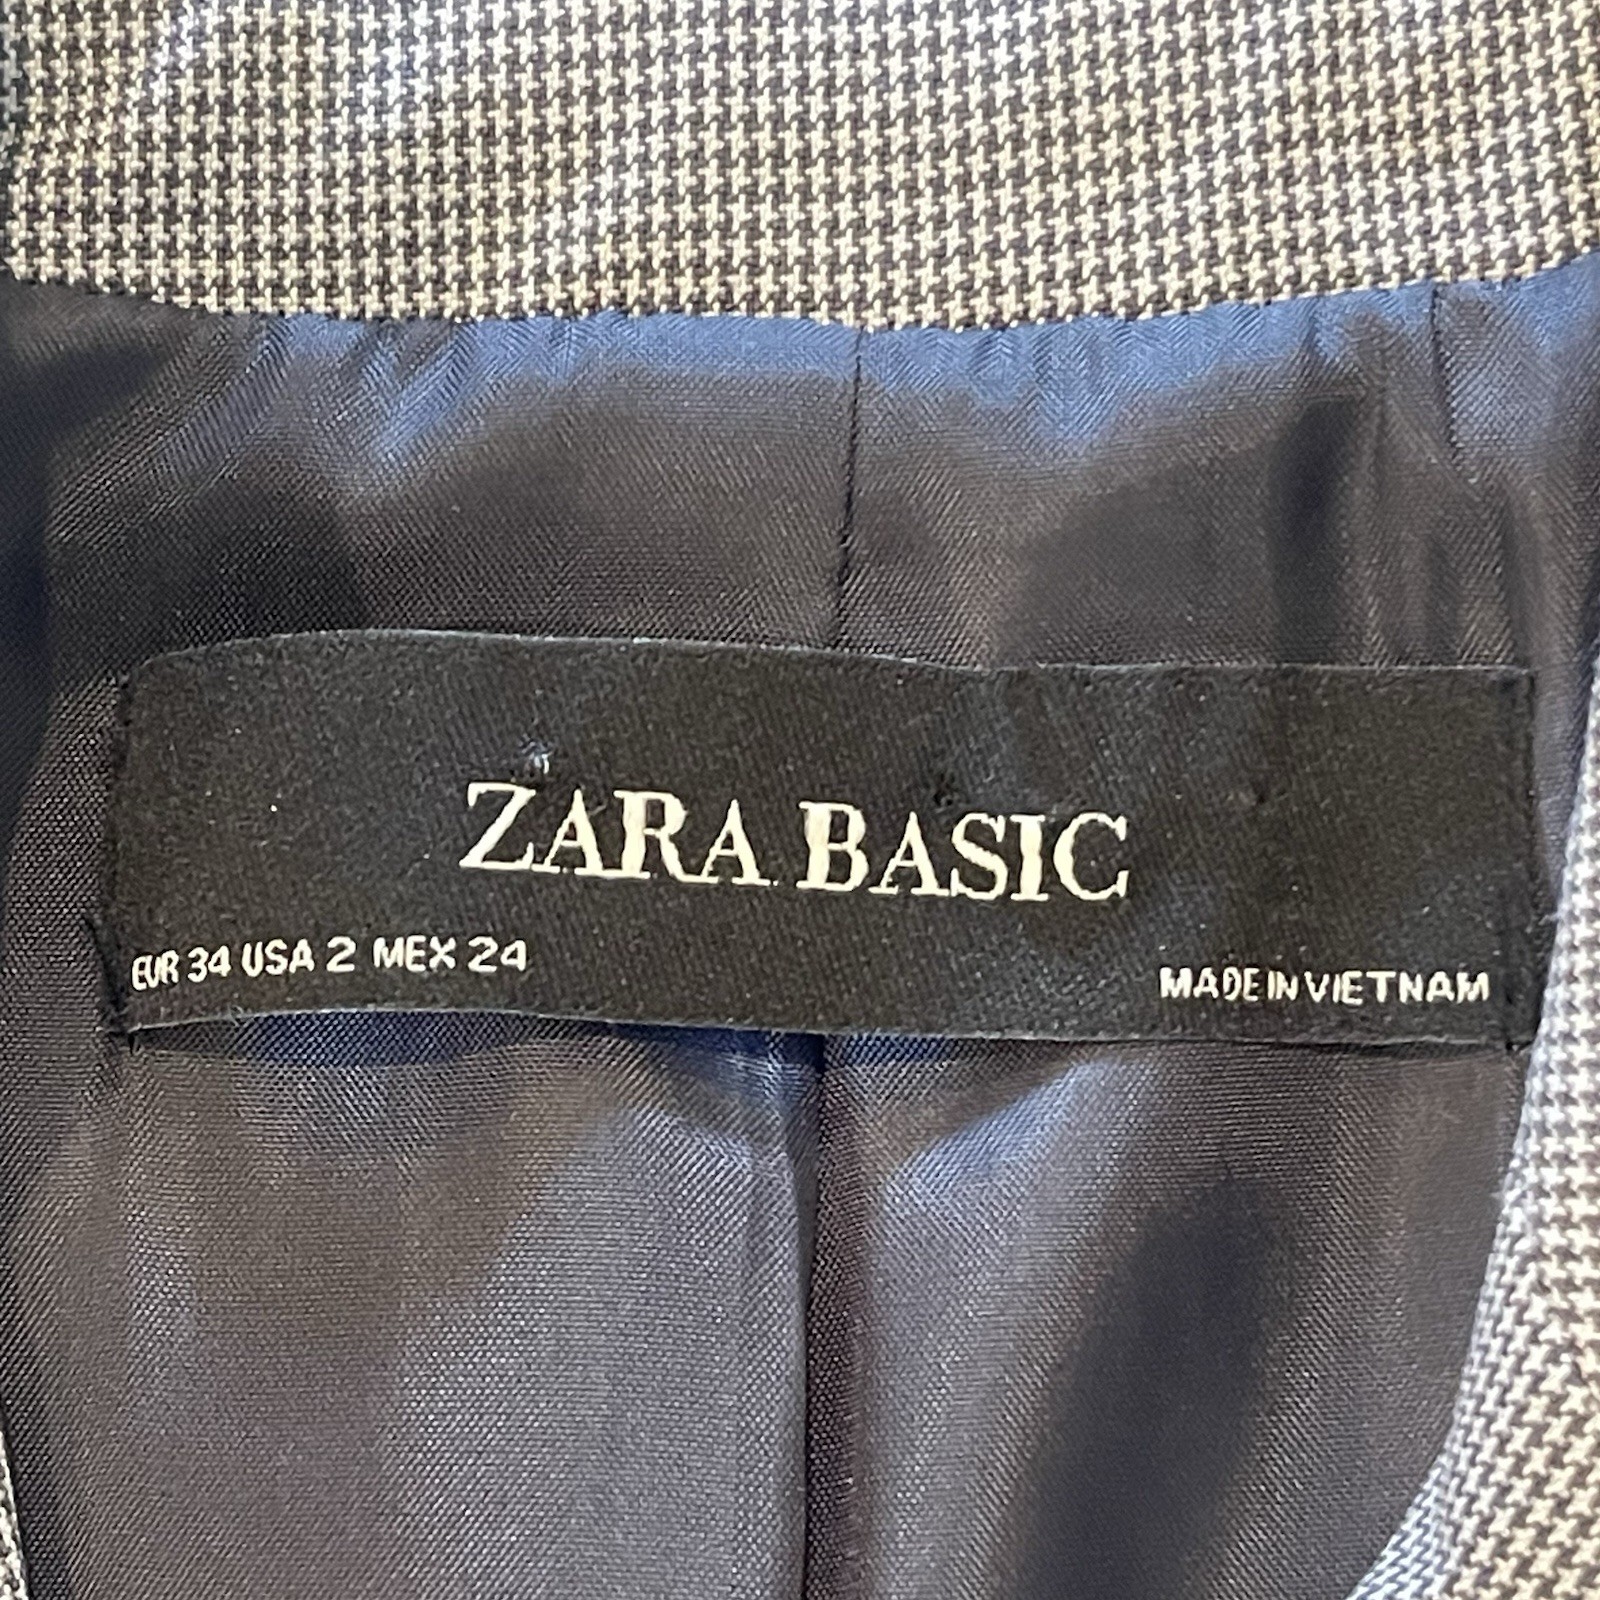 ZARA BASIC
EUR 34 USA 2 MEX 24
MADE IN VIETNAM